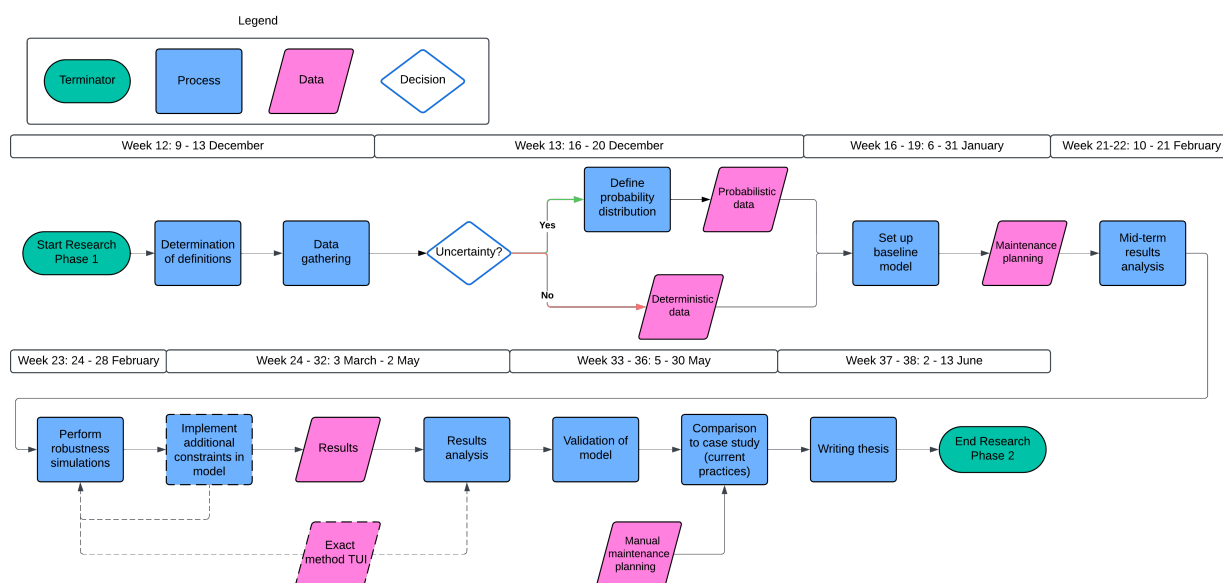 Legend
Terminator
Process
Data
Decision
Week 12: 9 - 13 December
Week 13: 16 - 20 December
Week 16 - 19: 6 - 31 January
Week 21-22: 10 - 21 February
Start Research
Phase 1
Determination
of definitions
Data
gathering
Uncertainty?
Yes
No
Define
probability
distribution
Probabilistic
data
Deterministic
data
Set up
baseline
model
Maintenance
planning
Mid-term
results
analysis
Week 23: 24 - 28 February
Week 24 - 32: 3 March - 2 May
Week 33 - 36: 5 - 30 May
Week 37 - 38: 2 - 13 June
Perform
robustness
simulations
Implement
additional
constraints in
model
Results
Results
analysis
Validation of
model
Comparison
to case study
(current
practices)
Writing thesis
End Research
Phase 2
Exact
method TUI
Manual
maintenance
planning